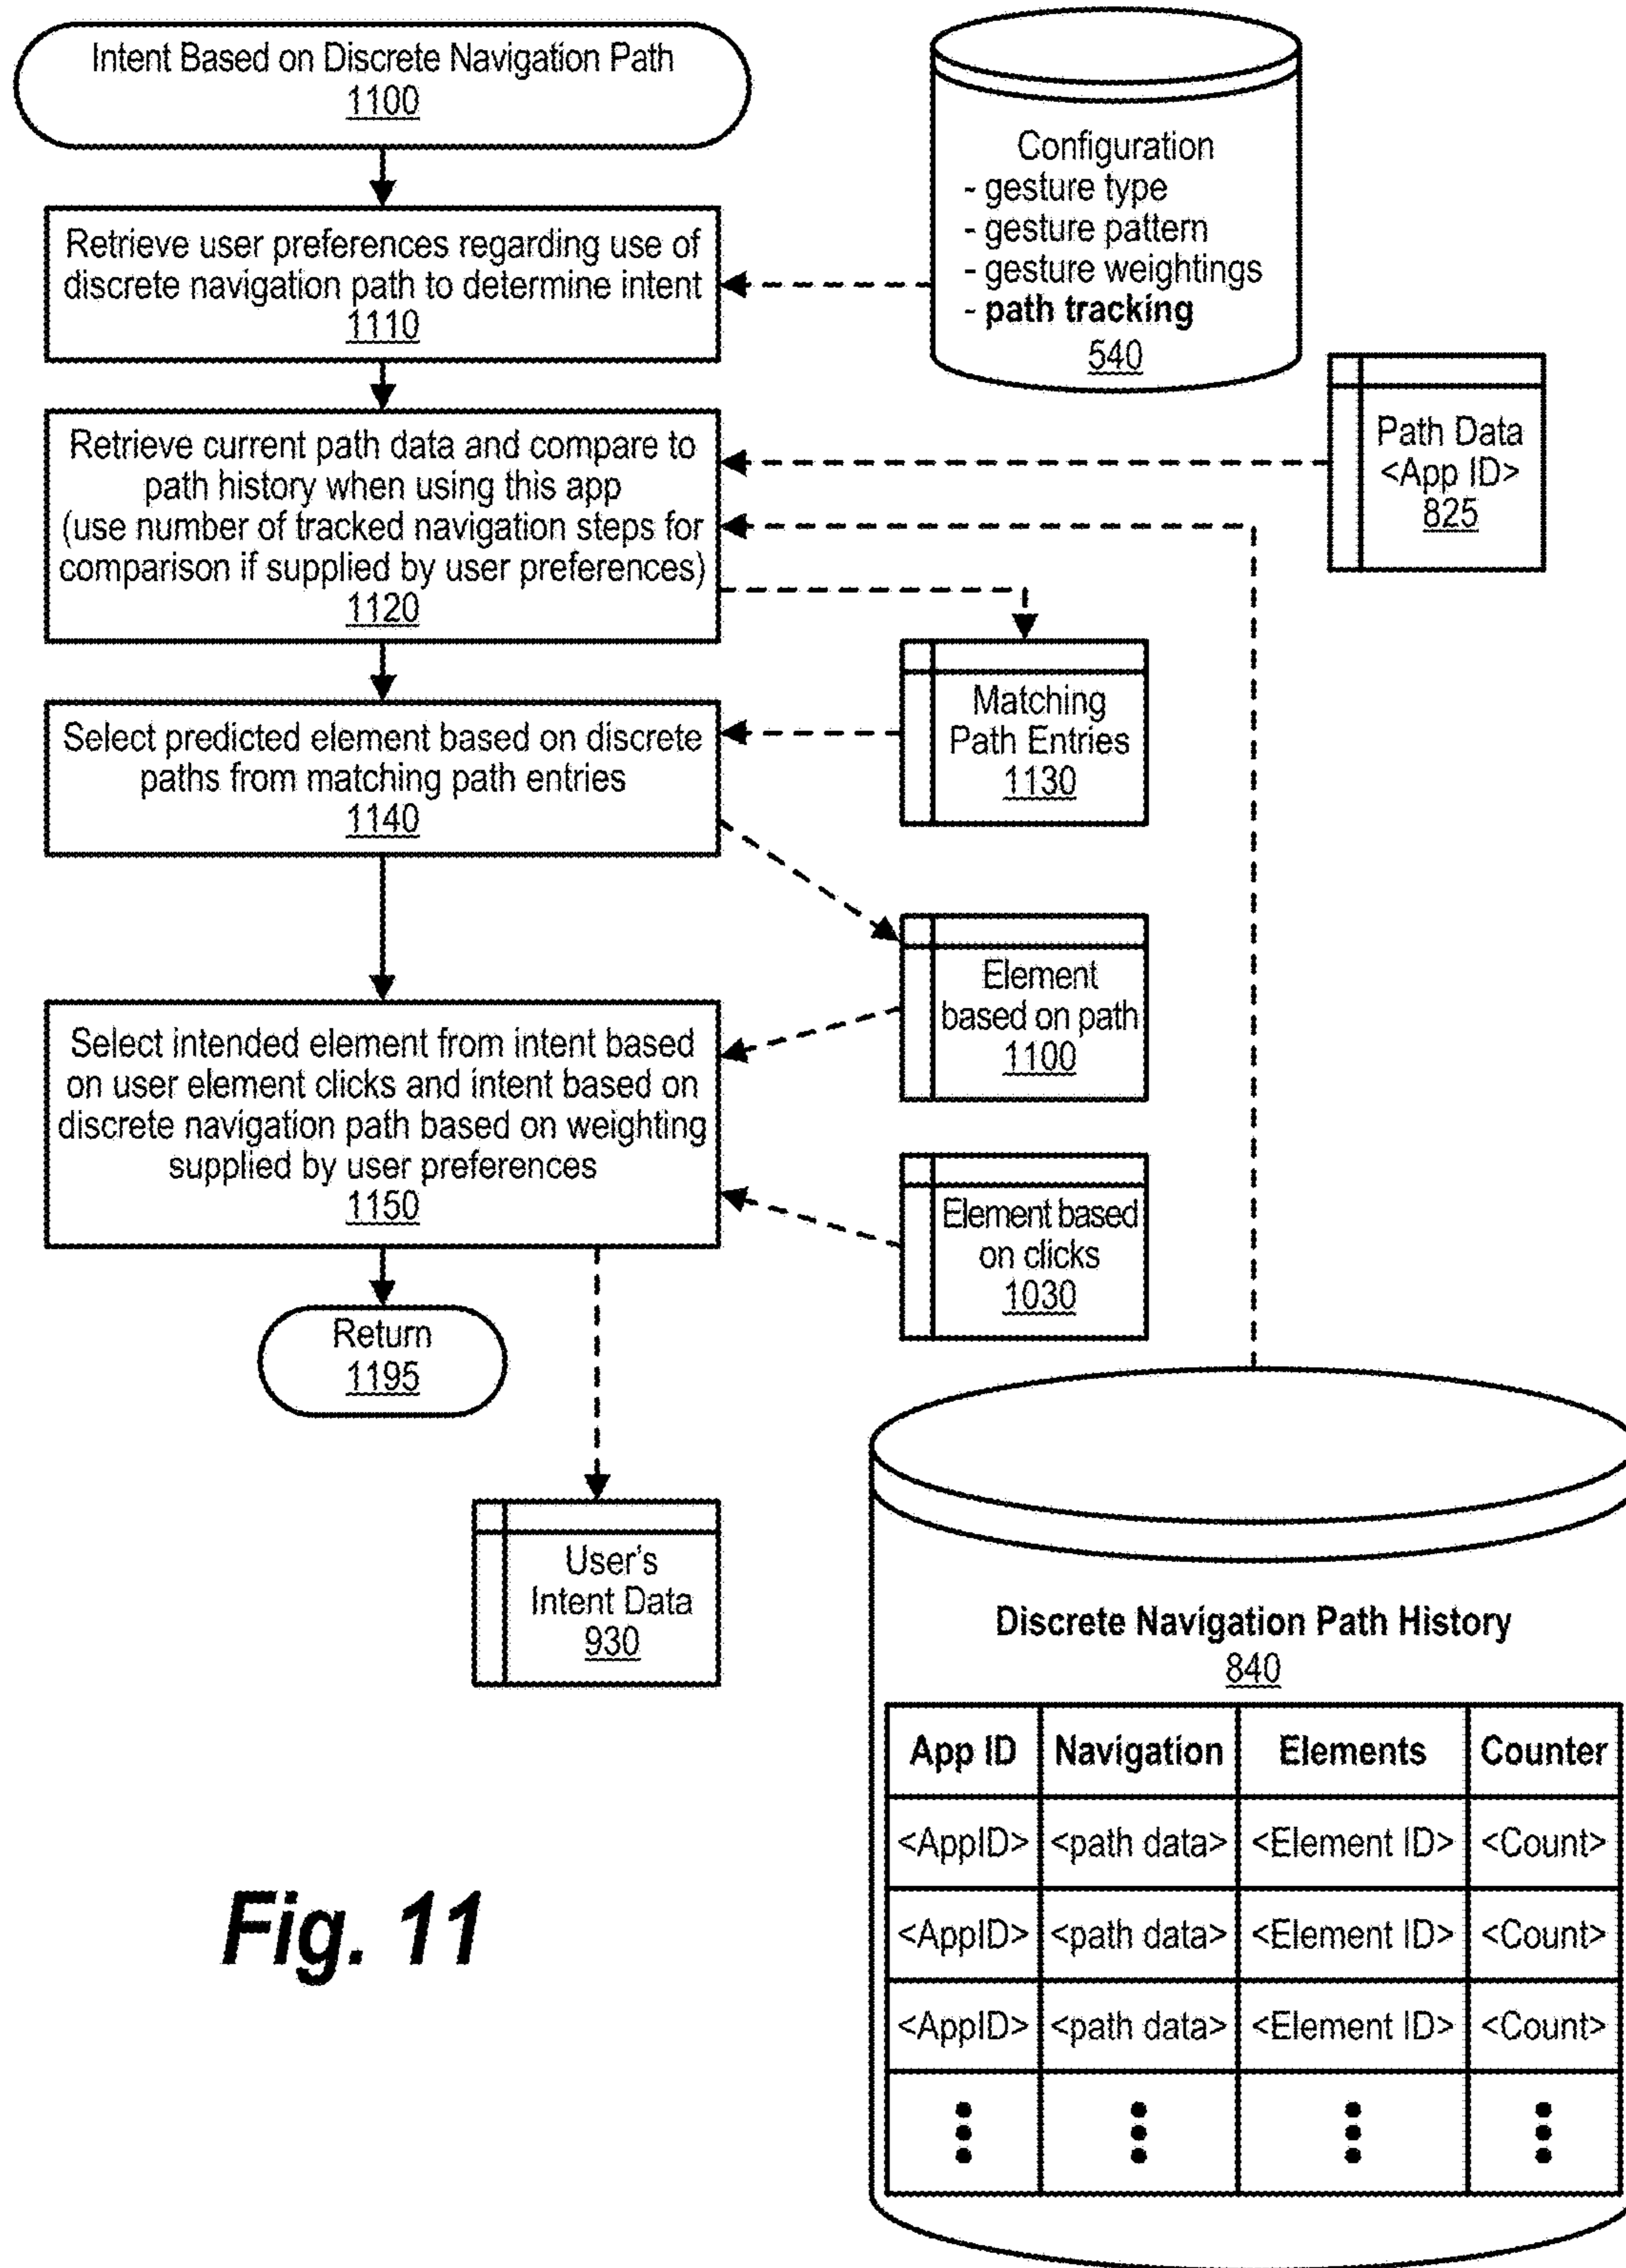 Intent Based on Discrete Navigation Path
1100
Configuration
- gesture type
- gesture pattern
- gesture weightings
- path tracking
540
Retrieve user preferences regarding use of
discrete navigation path to determine intent
1110
Path Data
<App ID>
825
Retrieve current path data and compare to
path history when using this app
(use number of tracked navigation steps for
comparison if supplied by user preferences)
1120
Matching
Path Entries
1130
Select predicted element based on discrete
paths from matching path entries
1140
Element
based on path
1100
Select intended element from intent based
on user element clicks and intent based on
discrete navigation path based on weighting
supplied by user preferences
1150
Element based
on clicks
1030
Return
1195
User's
Intent Data
930
Discrete Navigation Path History
840
App ID Navigation Elements Counter
<AppID> <path data> <Element ID> <Count>
<AppID> <path data> <Element ID> <Count>
<AppID> <path data> <Element ID> <Count>
Fig. 11